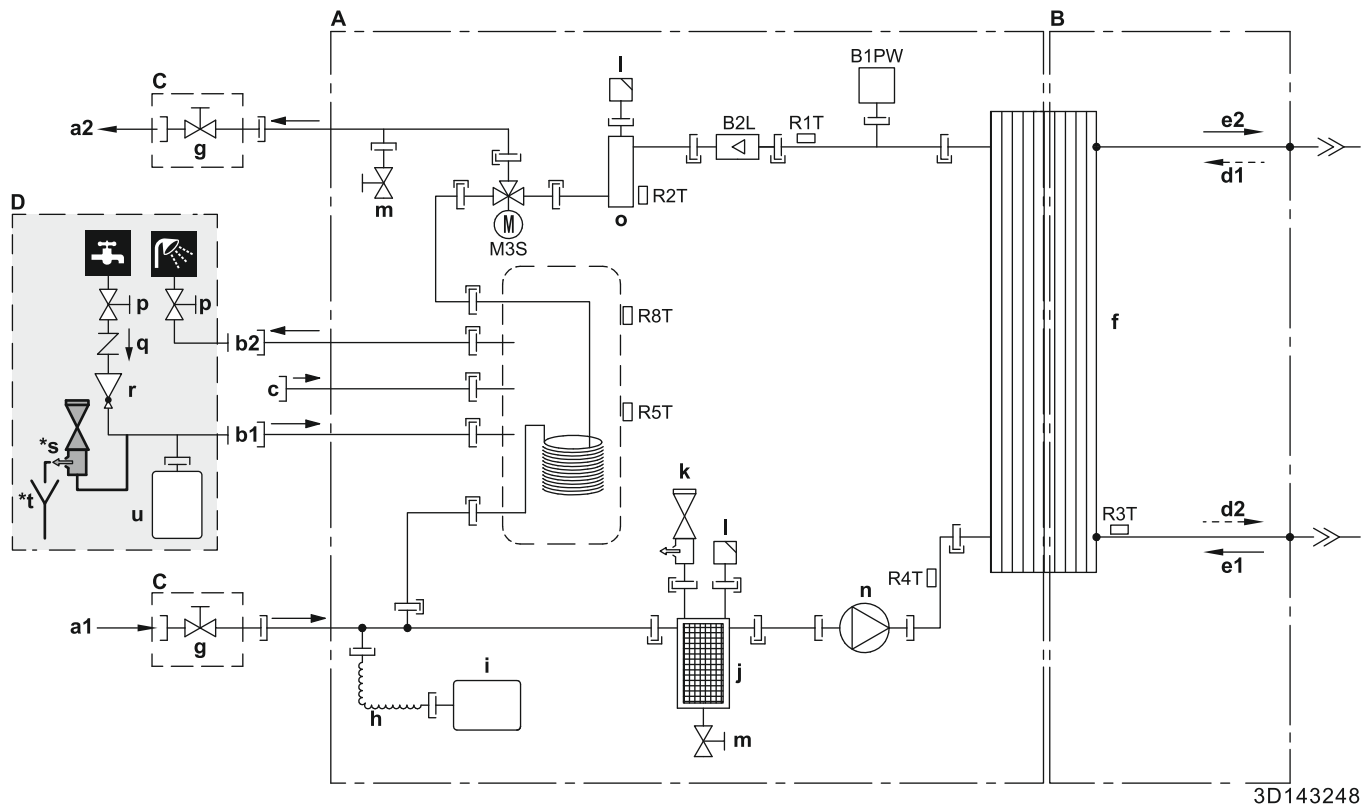 A
B
C
l
B1PW
a2
g
B2L
R1T
e2
d1
m
M
M3S
o
R2T
D
p
p
q
r
b2
c
b1
*s
*t
u
R8T
R5T
f
k
l
R3T
d2
e1
R4T
n
C
a1
g
h
i
j
m
3D143248